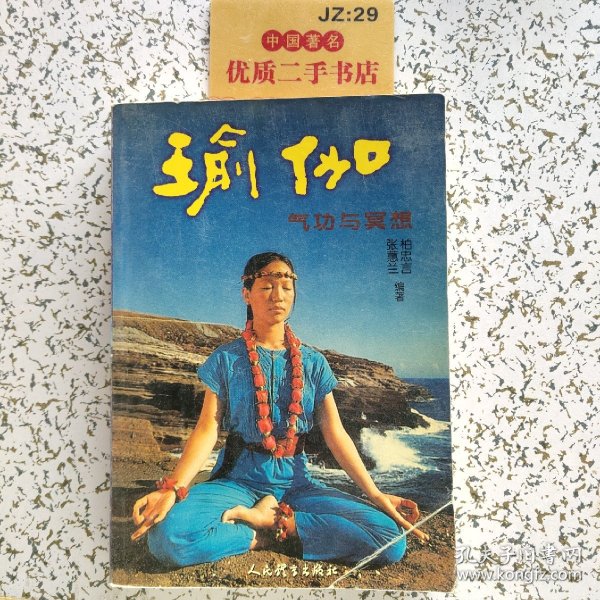 JZ:29
中国著名
优质二手书店
瑜伽
气功与冥想
柏忠言
张蕙兰
编著
人民体育出版社
孔夫子旧书网
www.kongfz.com